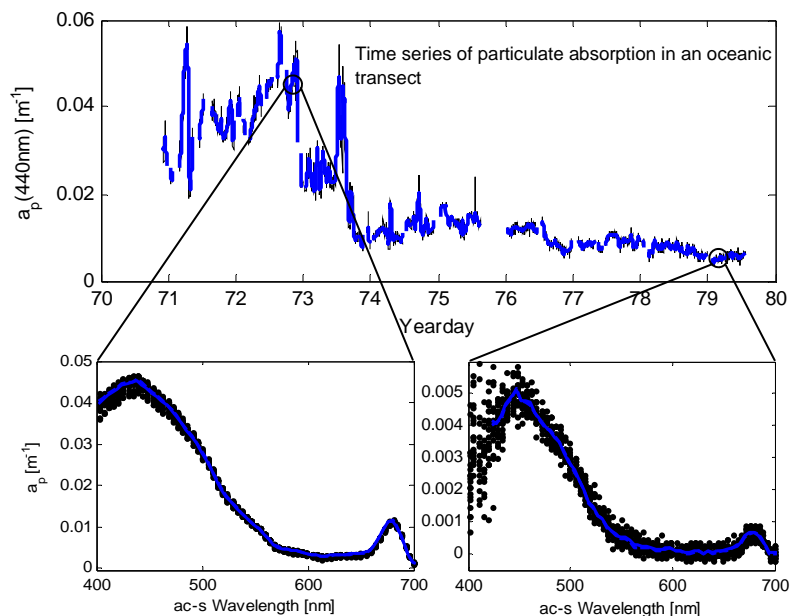 0.06
Time series of particulate absorption in an oceanic
transect
0.04
0.02
0
a_p(440nm) [m⁻¹]
70 71 72 73 74 75 76 77 78 79 80
Yearday
0.05
0.04
0.03
0.02
0.01
0
a_p [m⁻¹]
400 500 600 700
ac-s Wavelength [nm]
0.005
0.004
0.003
0.002
0.001
0
400 500 600 700
ac-s Wavelength [nm]